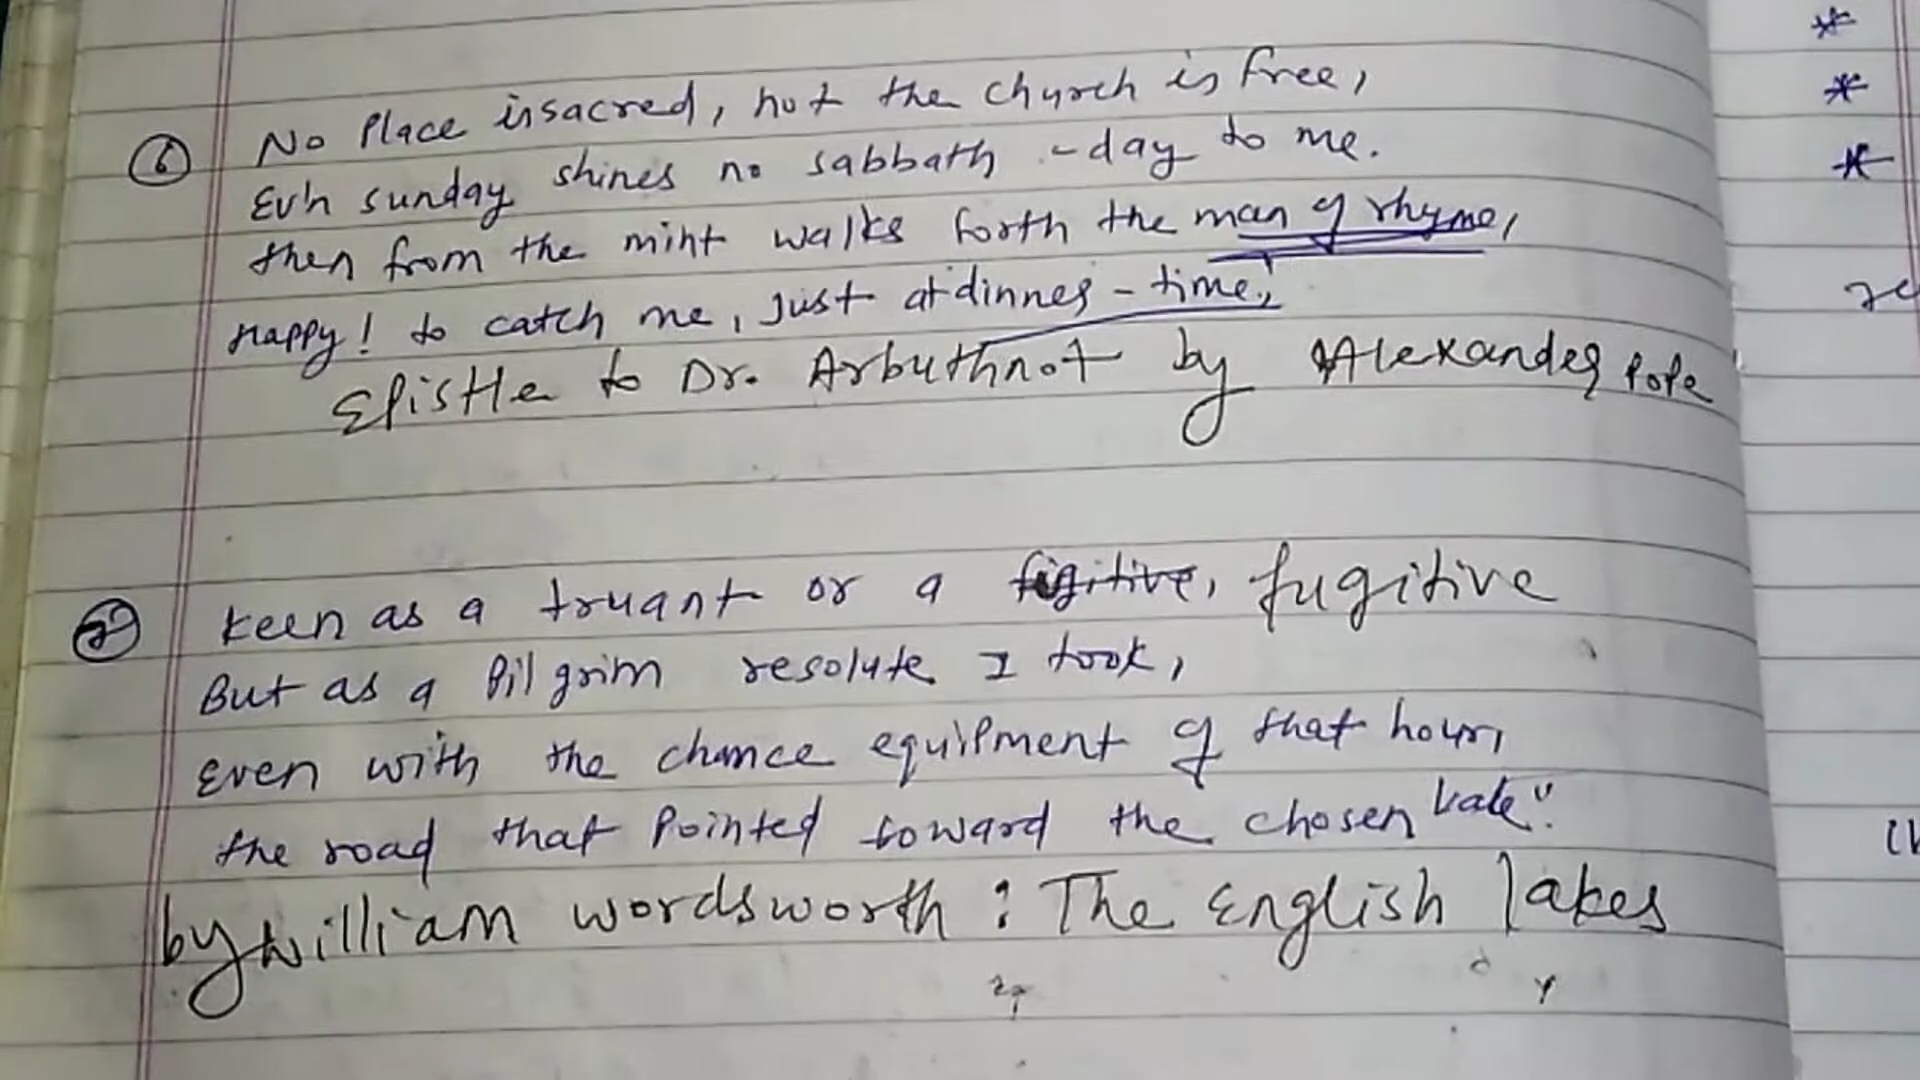 *
*
*
⑥ No Place is sacred, not the church is free,
Ev'n sunday shines no sabbath - day to me.
then from the mint walks forth the man of rhyme,
Happy! to catch me, Just at dinner - time,"
Epistle to Dr. Arbuthnot by Alexander Pope
⑦ keen as a truant or a fugitive
But as a Pilgrim resolute I took,
Even with the chance equipment of that hour,
the road that Pointed toward the chosen Vale".
by william wordsworth : The English lakes